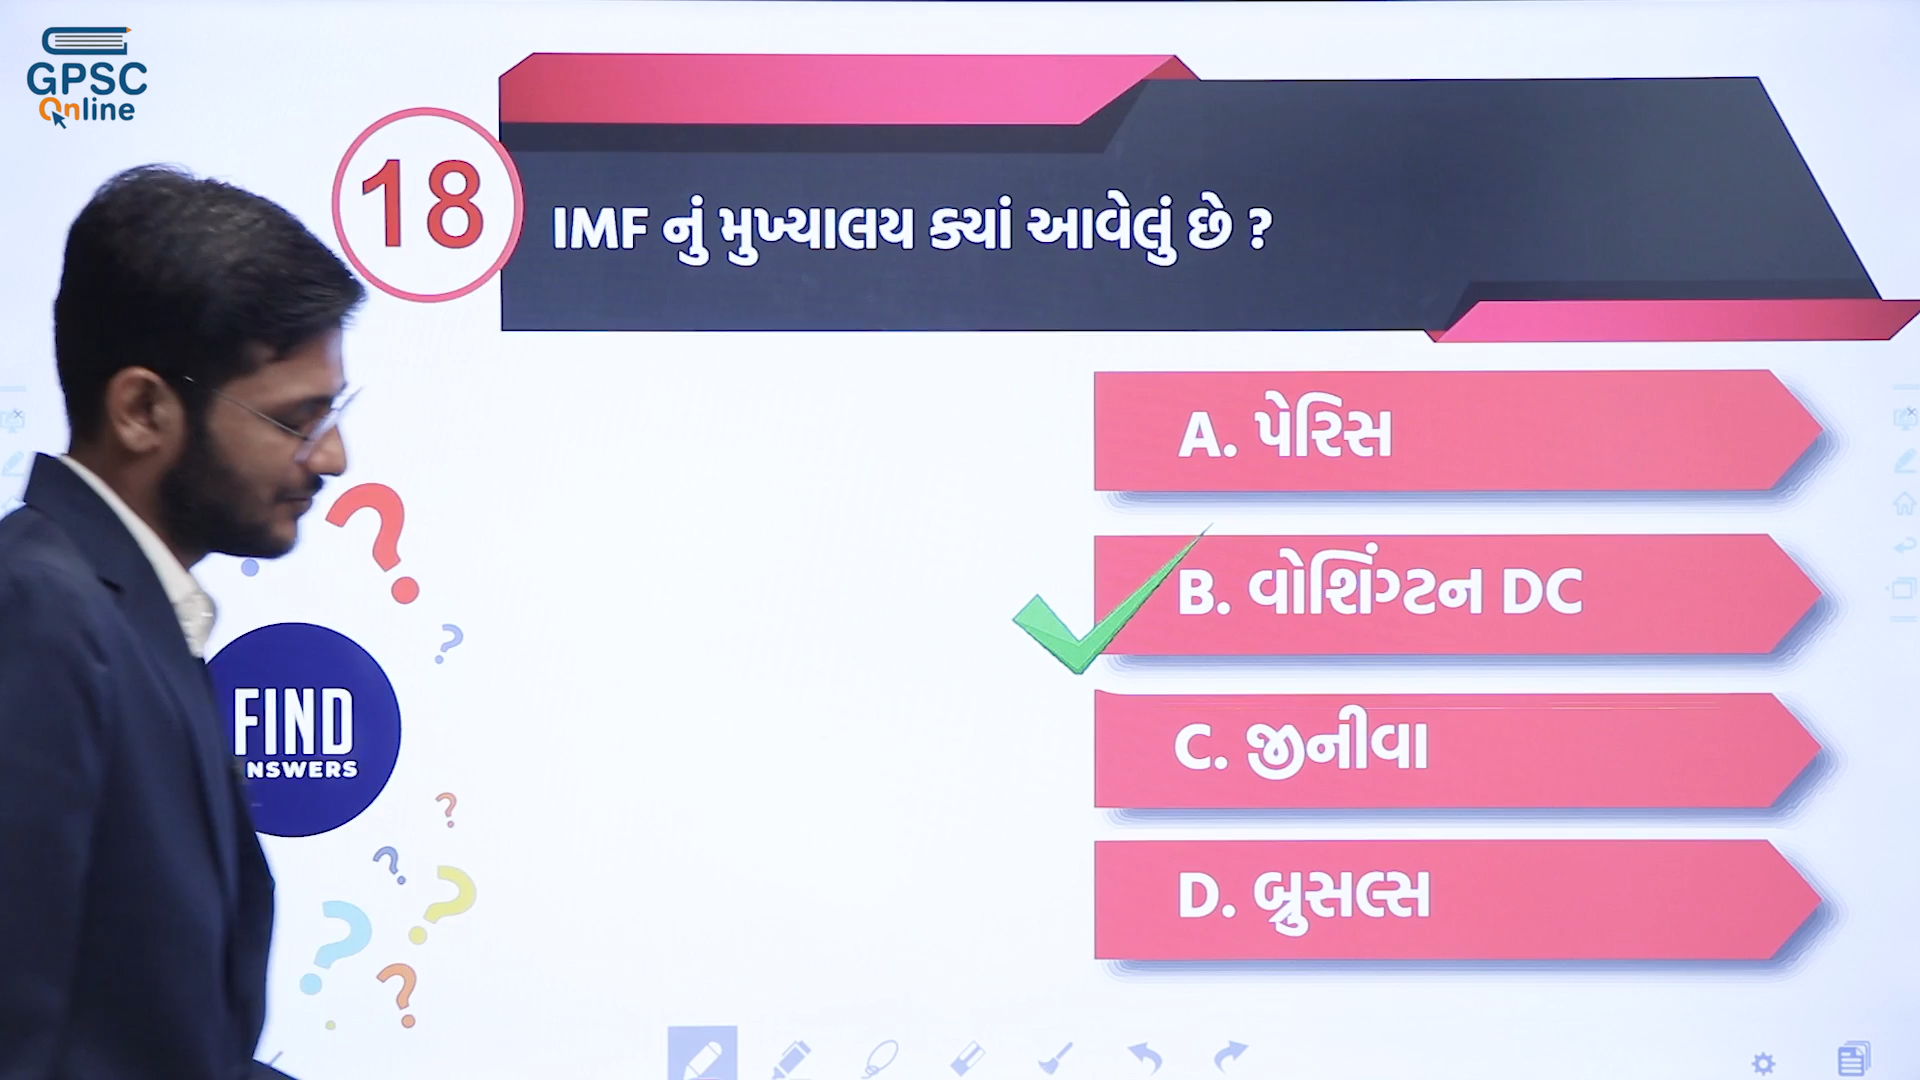 GPSC
Online
18
IMF નું મુખ્યાલય ક્યાં આવેલું છે ?
A. પેરિસ
B. વોશિંગ્ટન DC
C. જીનીવા
D. બ્રુસલ્સ
FIND
NSWERS